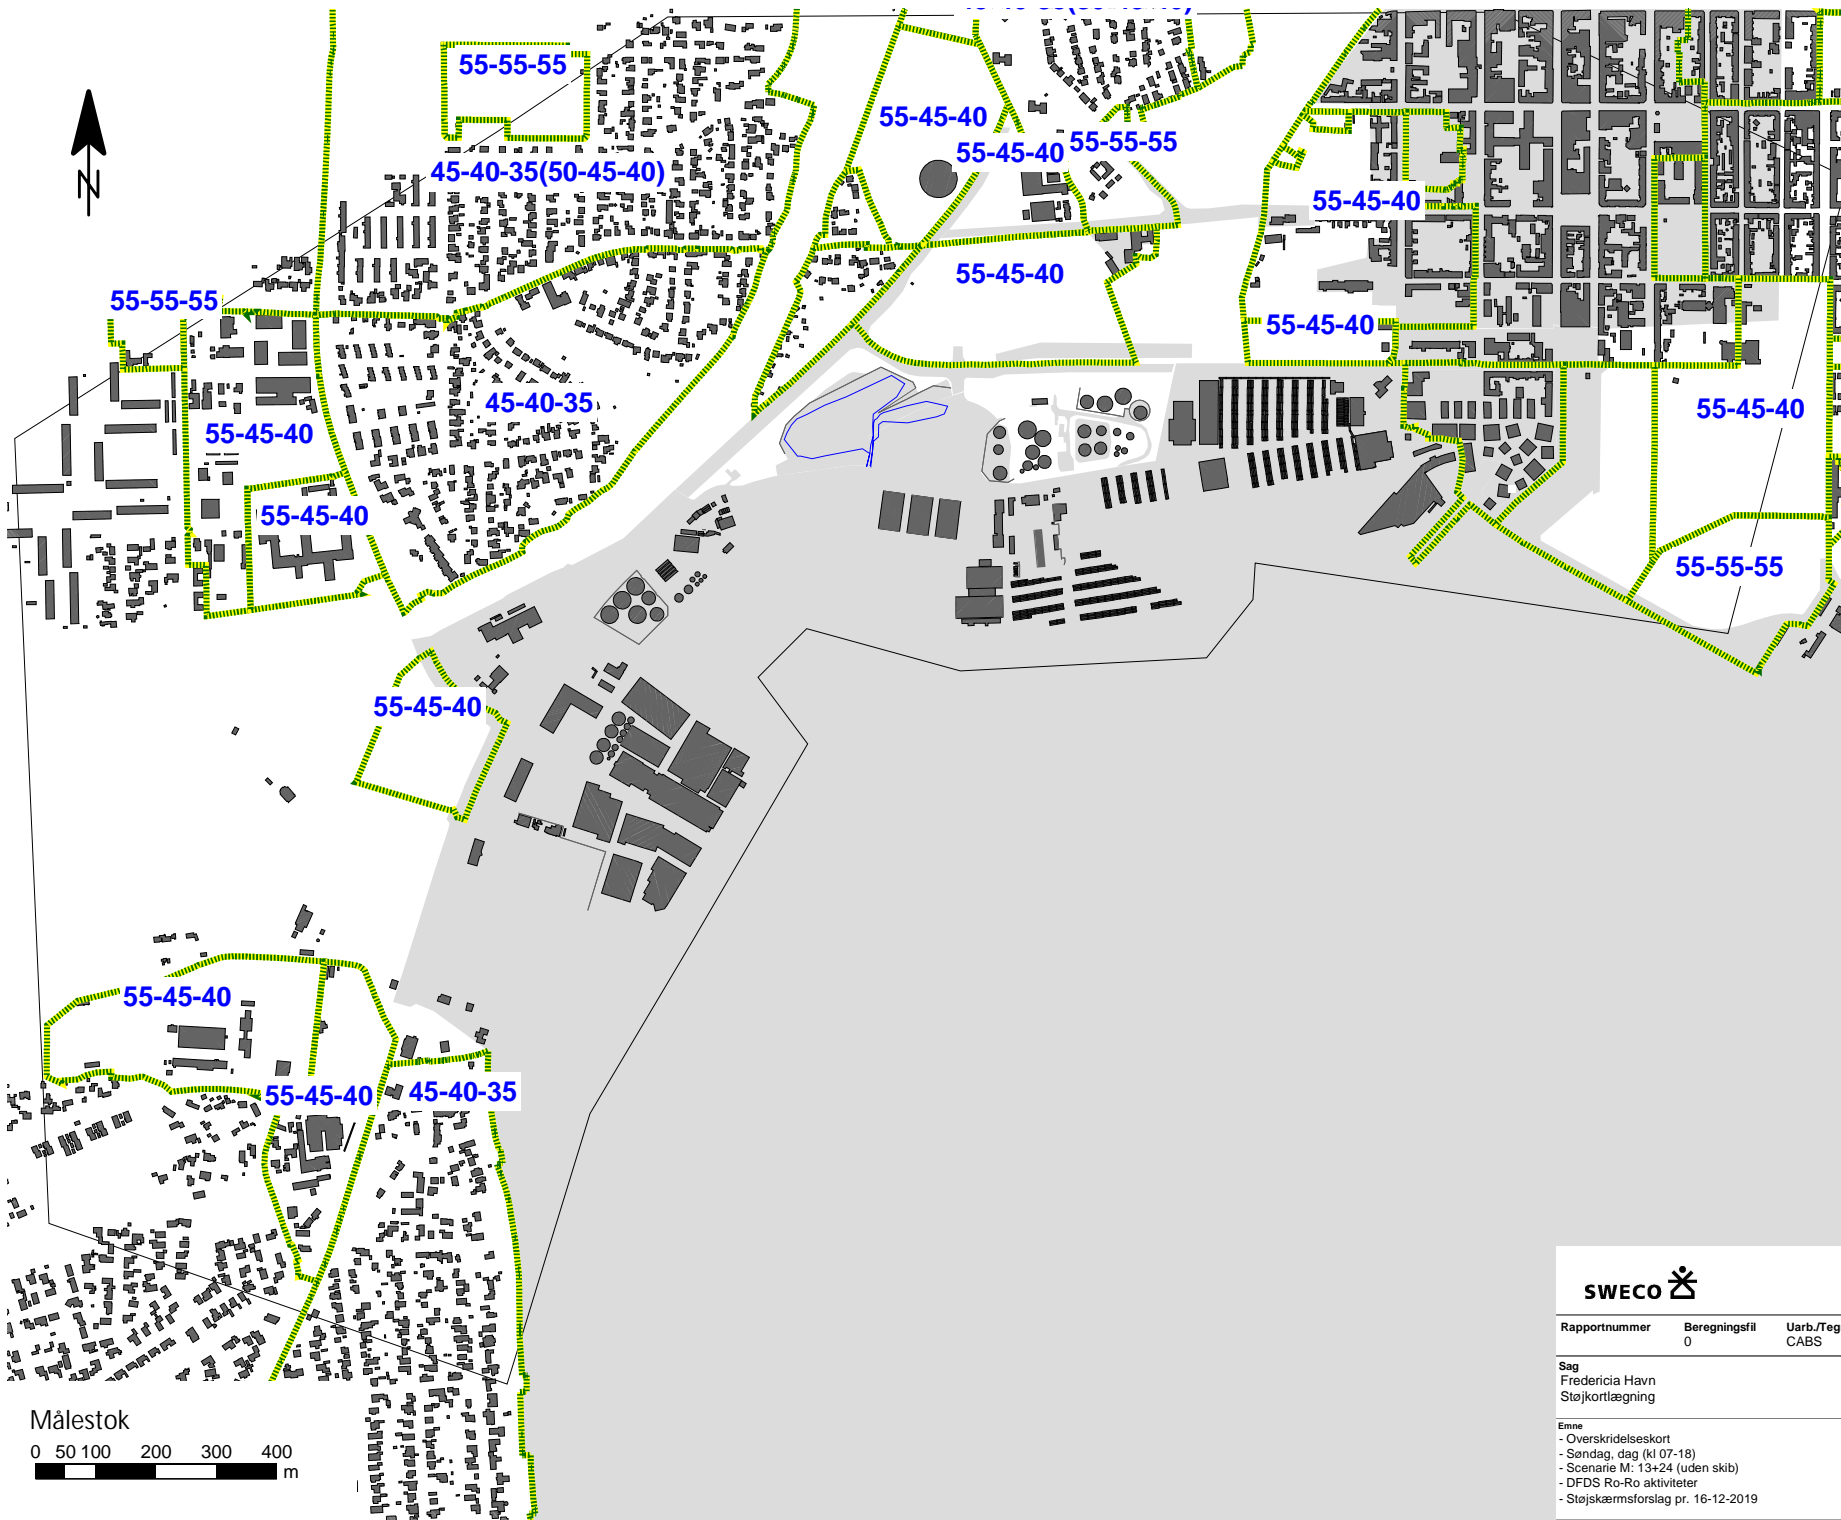 55-55-55
55-45-40
55-45-40
55-55-55
45-40-35(50-45-40)
N
55-45-40
55-45-40
55-55-55
55-45-40
45-40-35
55-45-40
55-45-40
55-45-40
55-55-55
55-45-40
55-45-40
55-45-40
45-40-35
SWECO
Rapportnummer Beregningsfil Uarb./Teg
0 CABS
Sag
Fredericia Havn
Støjkortlægning
Emne
- Overskridelseskort
- Søndag, dag (kl 07-18)
- Scenarie M: 13+24 (uden skib)
- DFDS Ro-Ro aktiviteter
- Støjskærmsforslag pr. 16-12-2019
Målestok
0 50 100 200 300 400
m